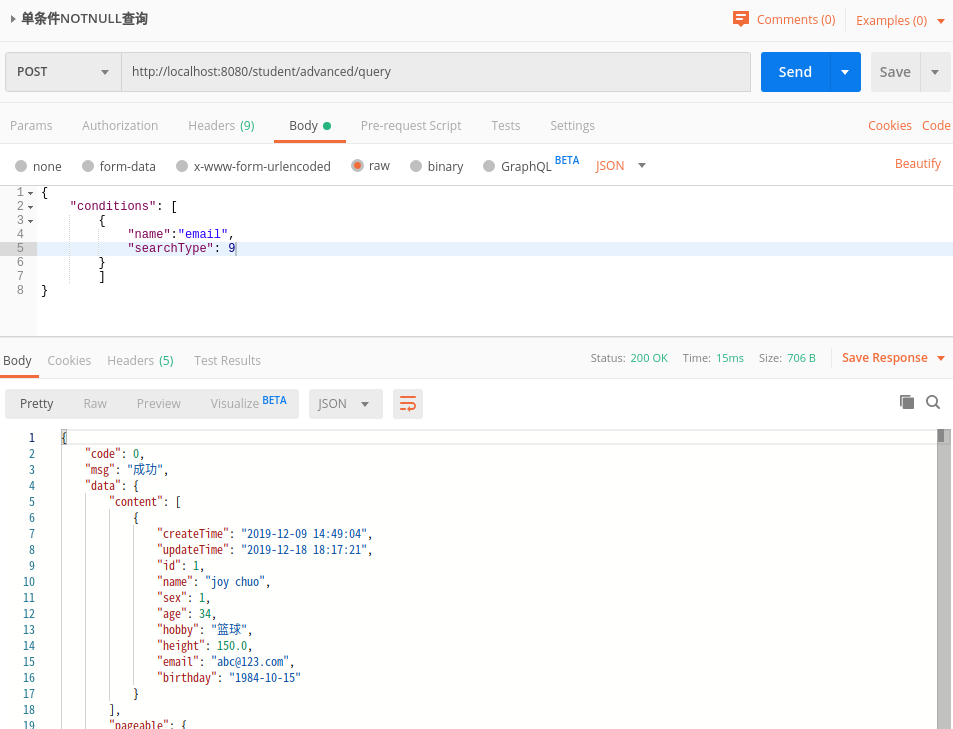 单条件NOTNULL查询
Comments (0)
Examples (0)
POST
http://localhost:8080/student/advanced/query
Send
Save
Params
Authorization
Headers (9)
Body
Pre-request Script
Tests
Settings
Cookies
Code
none
form-data
x-www-form-urlencoded
raw
binary
GraphQL BETA
JSON
Beautify
1 {
2 "conditions": [
3 {
4 "name":"email",
5 "searchType": 9
6 }
7 ]
8 }
Body
Cookies
Headers (5)
Test Results
Status: 200 OK
Time: 15ms
Size: 706 B
Save Response
Pretty
Raw
Preview
Visualize BETA
JSON
1 {
2 "code": 0,
3 "msg": "成功",
4 "data": {
5 "content": [
6 {
7 "createTime": "2019-12-09 14:49:04",
8 "updateTime": "2019-12-18 18:17:21",
9 "id": 1,
10 "name": "joy chuo",
11 "sex": 1,
12 "age": 34,
13 "hobby": "篮球",
14 "height": 150.0,
15 "email": "abc@123.com",
16 "birthday": "1984-10-15"
17 }
18 ],
19 "pageable": {